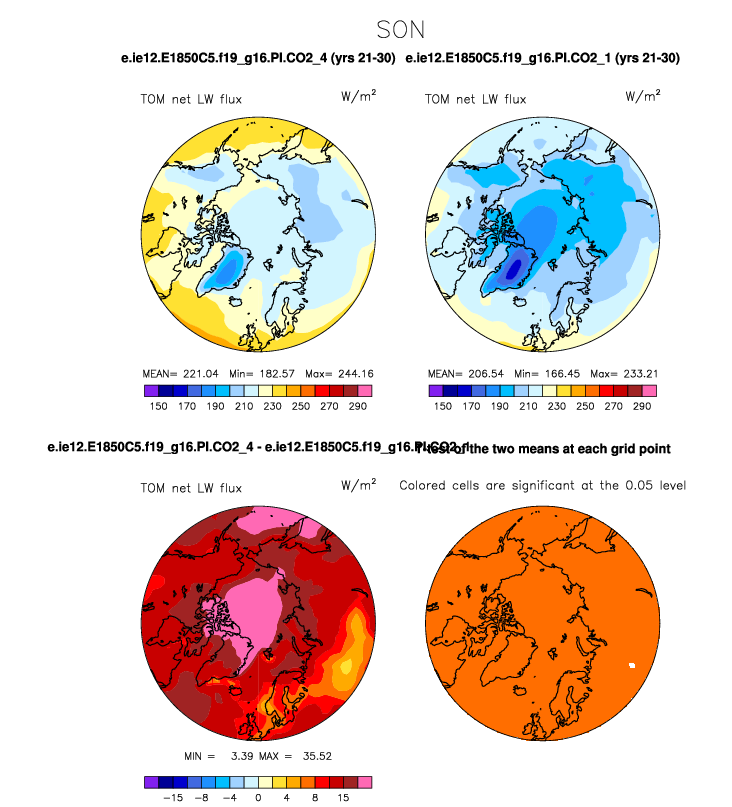 SON
e.ie12.E1850C5.f19_g16.PI.CO2_4 (yrs 21-30) e.ie12.E1850C5.f19_g16.PI.CO2_1 (yrs 21-30)
TOM net LW flux W/m²
TOM net LW flux W/m²
MEAN= 221.04 Min= 182.57 Max= 244.16
MEAN= 206.54 Min= 166.45 Max= 233.21
150 170 190 210 230 250 270 290
150 170 190 210 230 250 270 290
e.ie12.E1850C5.f19_g16.PI.CO2_4 - e.ie12.E1850C5.f19_g16.PI.CO2_1
T-test of the two means at each grid point
TOM net LW flux W/m²
Colored cells are significant at the 0.05 level
MIN = 3.39 MAX = 35.52
-15 -8 -4 0 4 8 15